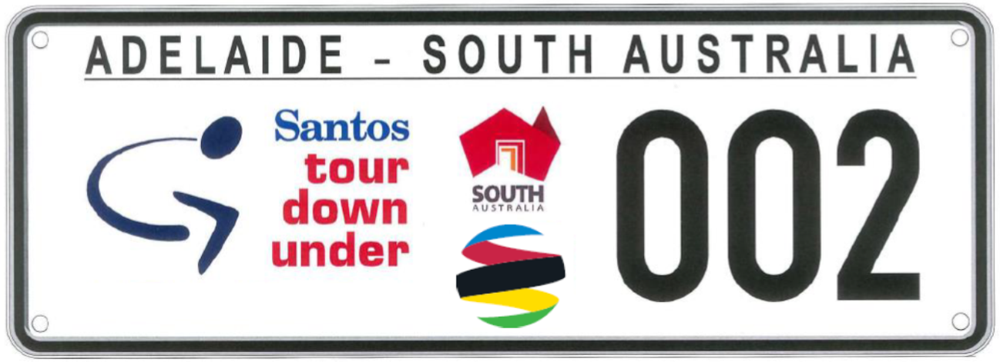 ADELAIDE - SOUTH AUSTRALIA
Santos
tour
down
under
SOUTH
AUSTRALIA
002